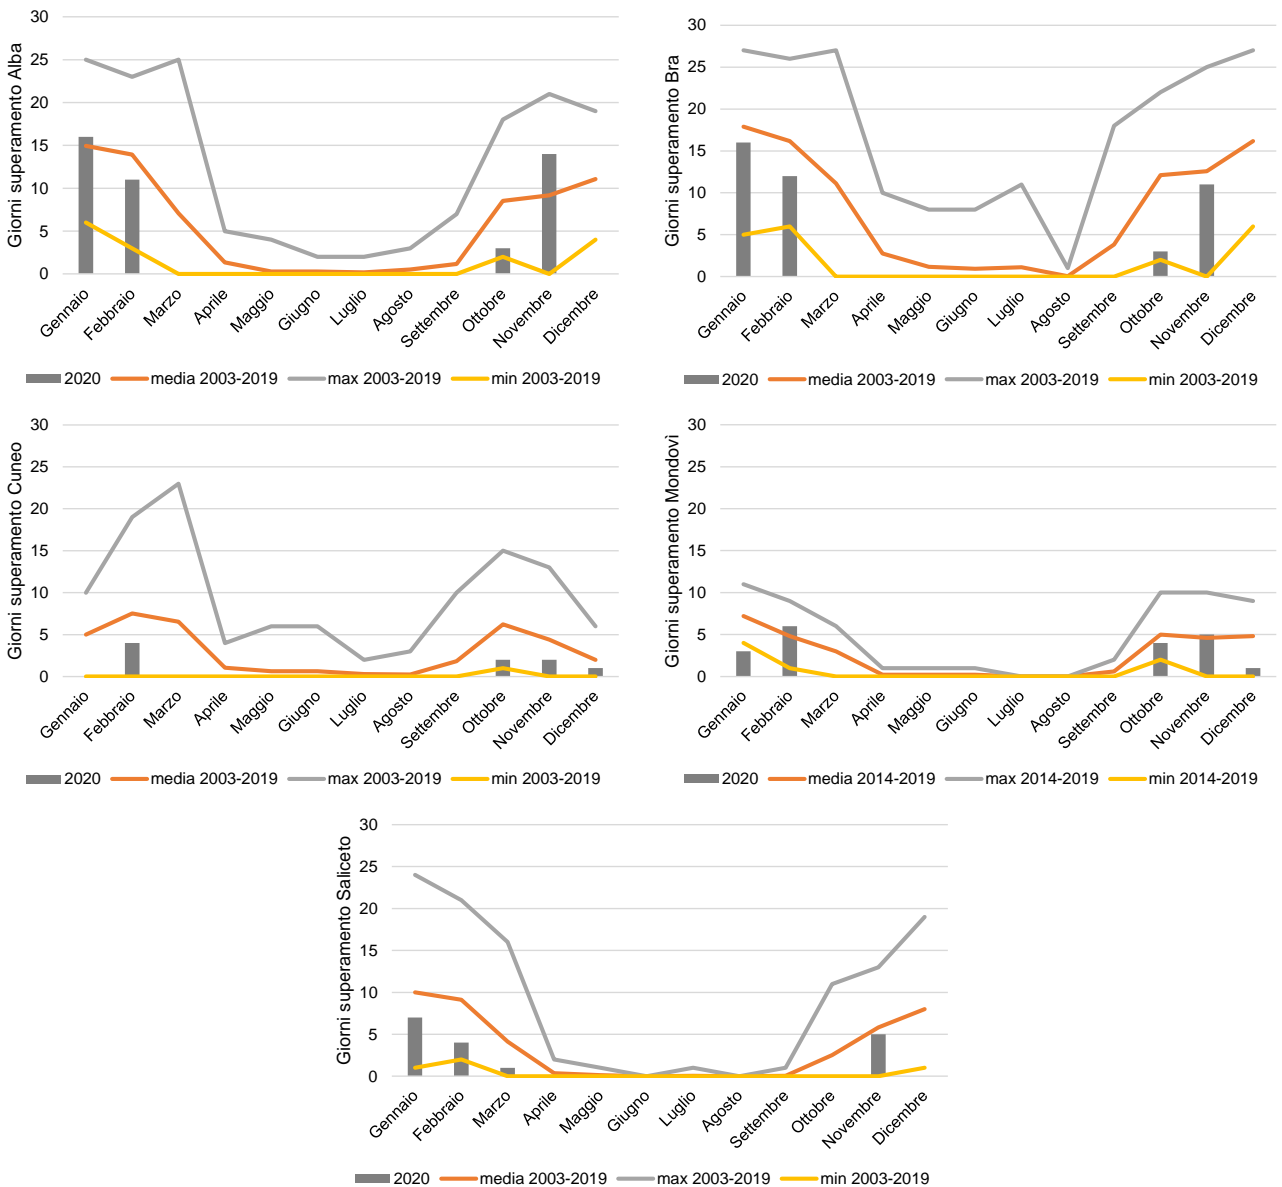 Giorni superamento Alba
30
25
20
15
10
5
0
Gennaio
Febbraio
Marzo
Aprile
Maggio
Giugno
Luglio
Agosto
Settembre
Ottobre
Novembre
Dicembre
2020 media 2003-2019 max 2003-2019 min 2003-2019
Giorni superamento Bra
30
25
20
15
10
5
0
Gennaio
Febbraio
Marzo
Aprile
Maggio
Giugno
Luglio
Agosto
Settembre
Ottobre
Novembre
Dicembre
2020 media 2003-2019 max 2003-2019 min 2003-2019
Giorni superamento Cuneo
30
25
20
15
10
5
0
Gennaio
Febbraio
Marzo
Aprile
Maggio
Giugno
Luglio
Agosto
Settembre
Ottobre
Novembre
Dicembre
2020 media 2003-2019 max 2003-2019 min 2003-2019
Giorni superamento Mondovì
30
25
20
15
10
5
0
Gennaio
Febbraio
Marzo
Aprile
Maggio
Giugno
Luglio
Agosto
Settembre
Ottobre
Novembre
Dicembre
2020 media 2014-2019 max 2014-2019 min 2014-2019
Giorni superamento Saliceto
30
25
20
15
10
5
0
Gennaio
Febbraio
Marzo
Aprile
Maggio
Giugno
Luglio
Agosto
Settembre
Ottobre
Novembre
Dicembre
2020 media 2003-2019 max 2003-2019 min 2003-2019